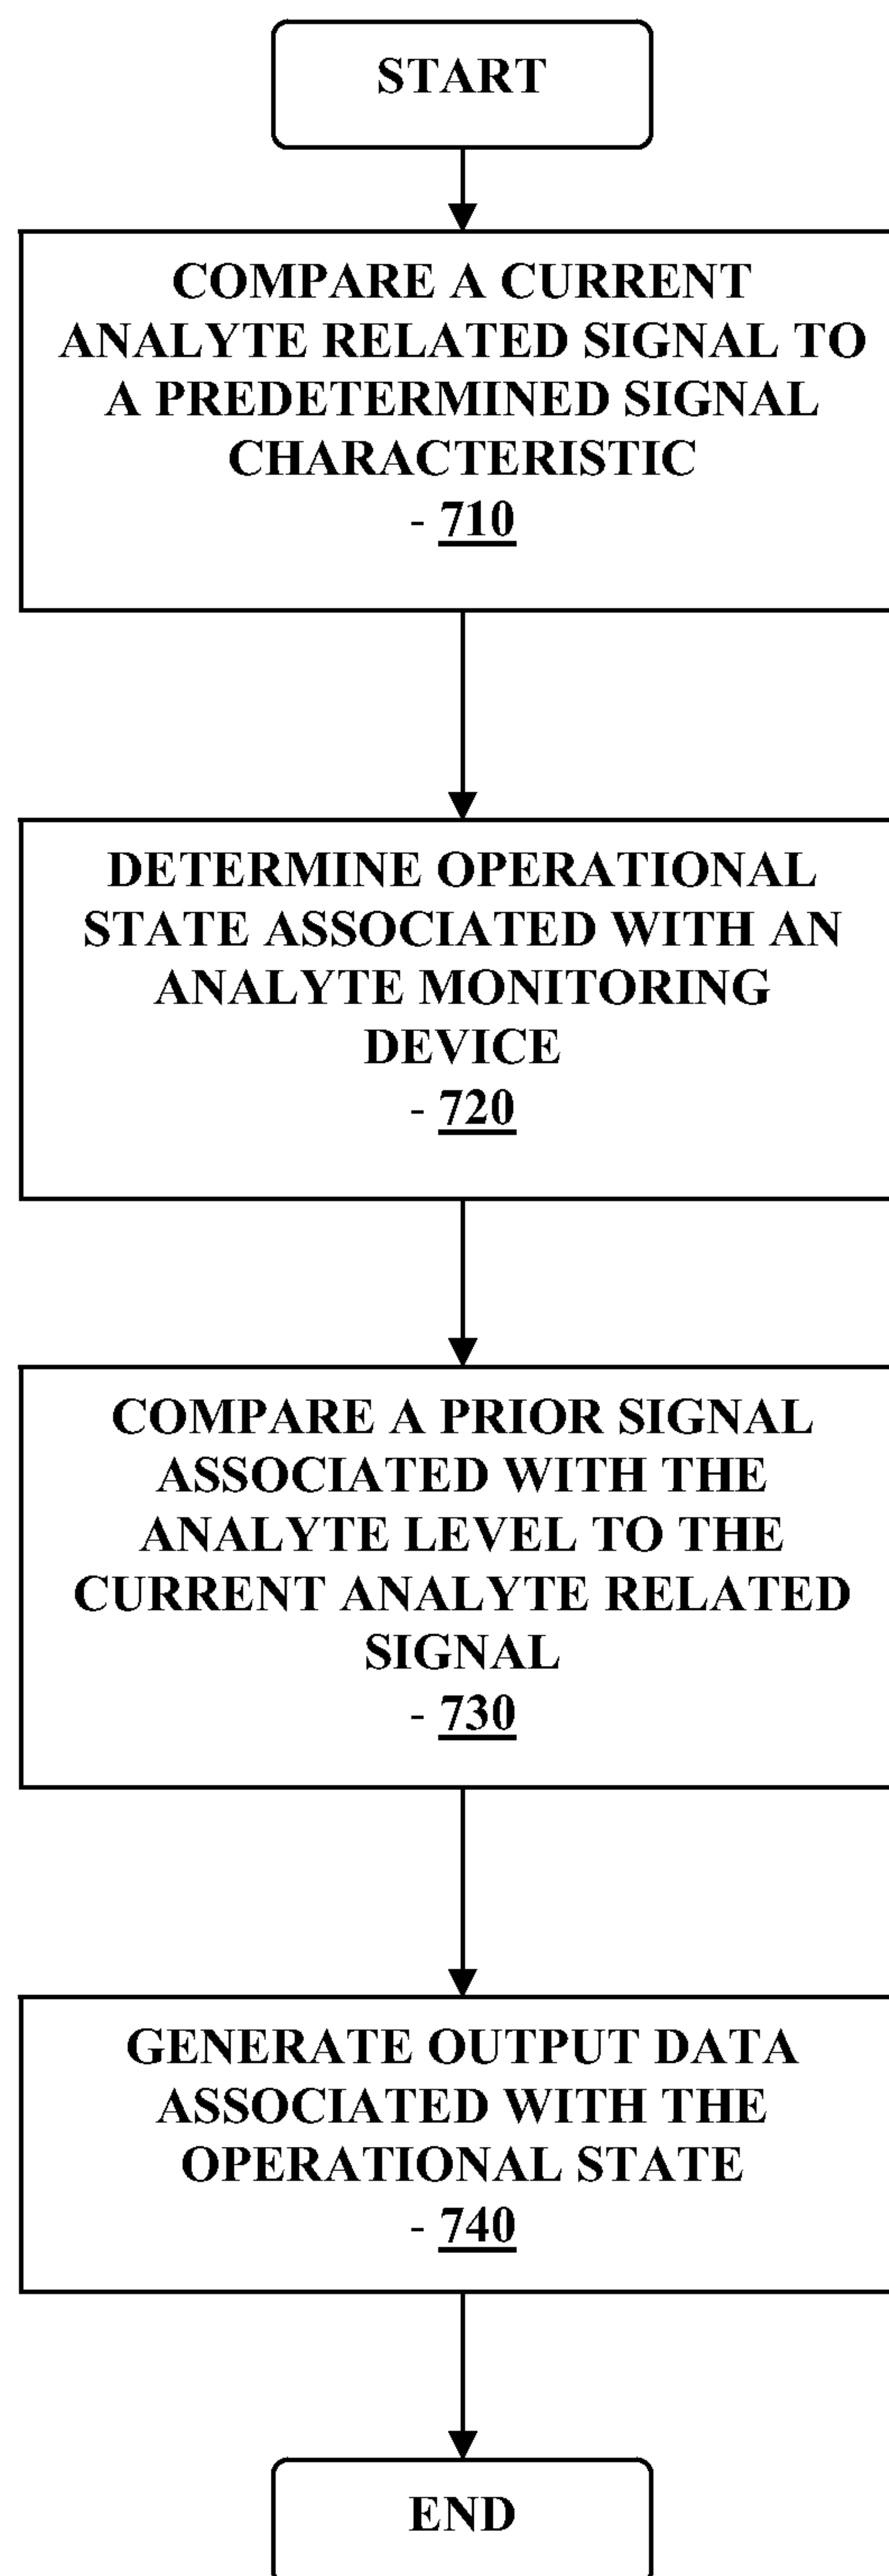 START
COMPARE A CURRENT
ANALYTE RELATED SIGNAL TO
A PREDETERMINED SIGNAL
CHARACTERISTIC
- 710
DETERMINE OPERATIONAL
STATE ASSOCIATED WITH AN
ANALYTE MONITORING
DEVICE
- 720
COMPARE A PRIOR SIGNAL
ASSOCIATED WITH THE
ANALYTE LEVEL TO THE
CURRENT ANALYTE RELATED
SIGNAL
- 730
GENERATE OUTPUT DATA
ASSOCIATED WITH THE
OPERATIONAL STATE
- 740
END